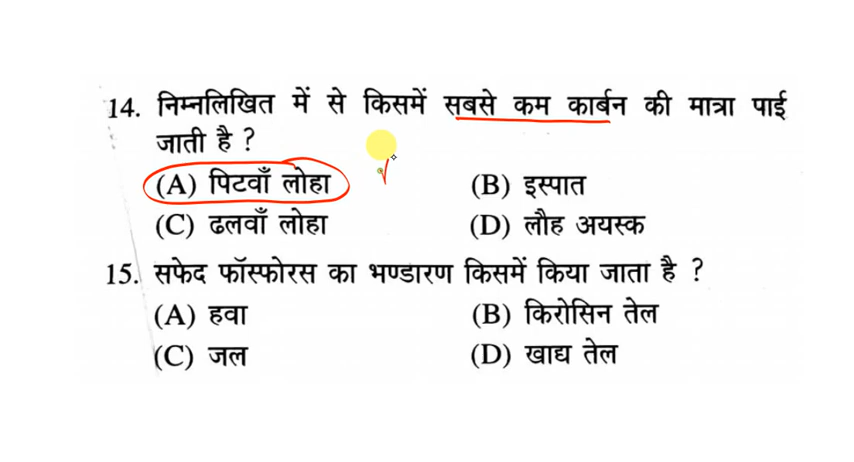 14. निम्नलिखित में से किसमें सबसे कम कार्बन की मात्रा पाई
जाती है ?
(A) पिटवाँ लोहा (B) इस्पात
(C) ढलवाँ लोहा (D) लौह अयस्क
15. सफेद फॉस्फोरस का भण्डारण किसमें किया जाता है ?
(A) हवा (B) किरोसिन तेल
(C) जल (D) खाद्य तेल